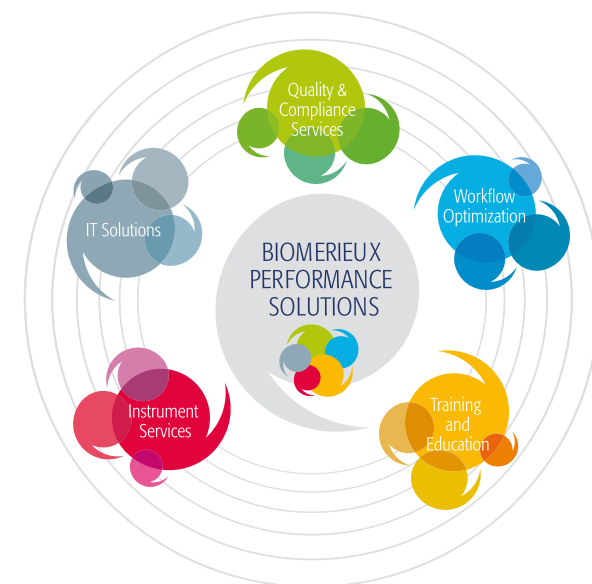 Quality &
Compliance
Services
Workflow
Optimization
IT Solutions
BIOMERIEUX
PERFORMANCE
SOLUTIONS
Instrument
Services
Training
and
Education